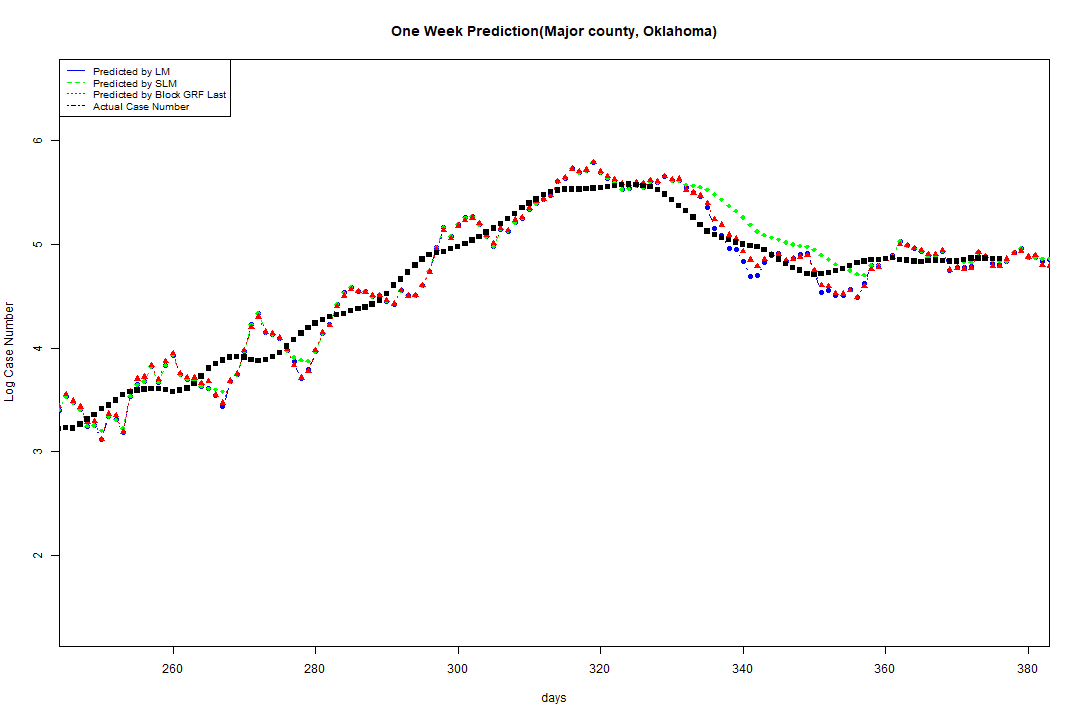 One Week Prediction(Major county, Oklahoma)
Predicted by LM
Predicted by SLM
Predicted by Block GRF Last
Actual Case Number
6
5
4
3
2
Log Case Number
260 280 300 320 340 360 380
days